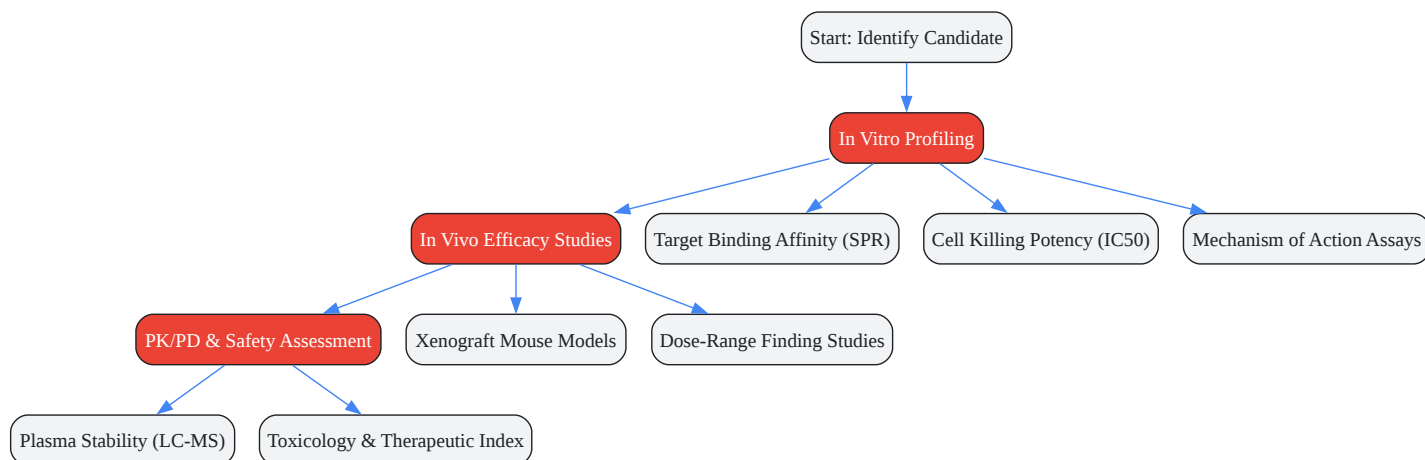 Start: Identify Candidate
In Vitro Profiling
In Vivo Efficacy Studies
Target Binding Affinity (SPR)
Cell Killing Potency (IC50)
Mechanism of Action Assays
PK/PD & Safety Assessment
Xenograft Mouse Models
Dose-Range Finding Studies
Plasma Stability (LC-MS)
Toxicology & Therapeutic Index